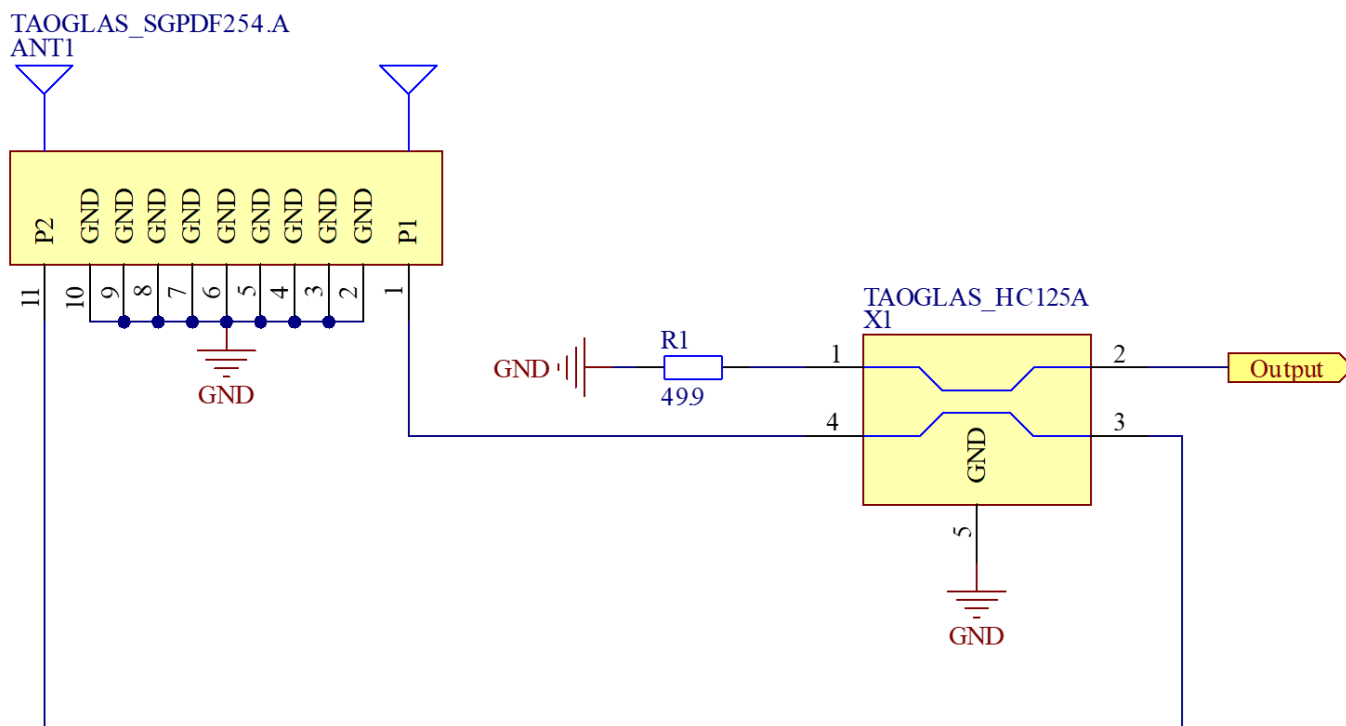 TAOGLAS_SGPDF254.A
ANT1
P2
GND
GND
GND
GND
GND
GND
GND
GND
GND
P1
11
10
9
8
7
6
5
4
3
2
1
GND
TAOGLAS_HC125A
X1
R1
GND
49.9
1
2
Output
4
3
GND
5
GND